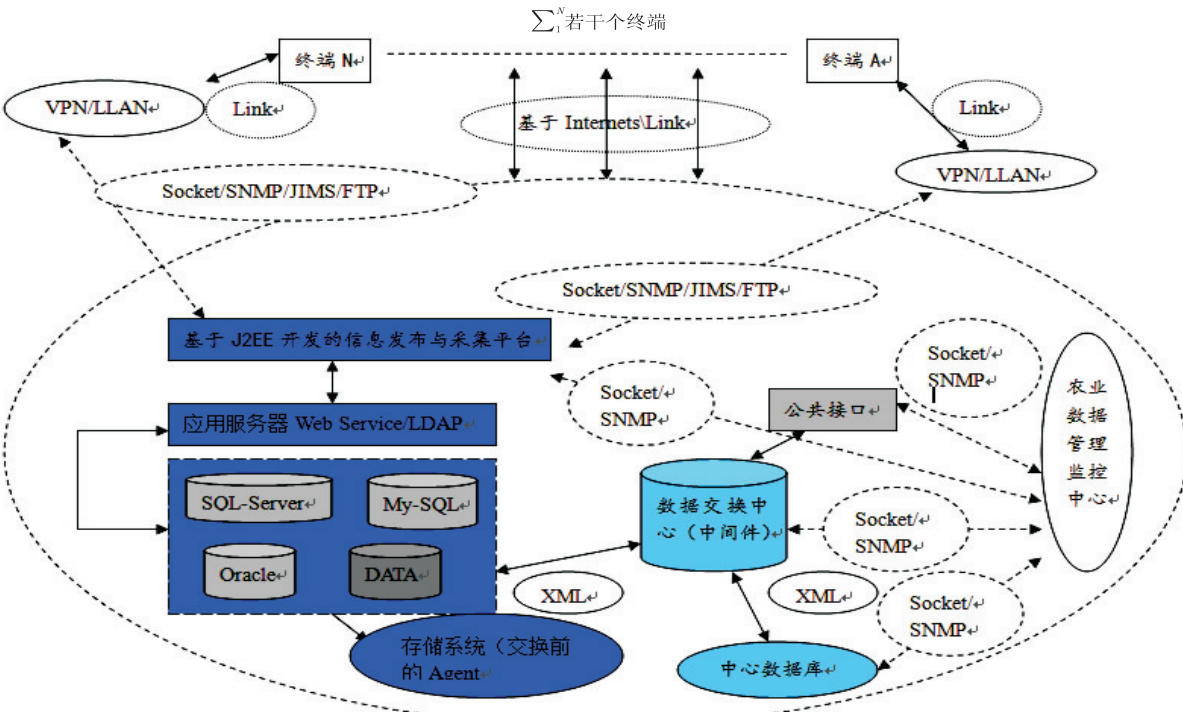 ∑₁ᴺ若干个终端
终端 N↵
终端 A↵
VPN/LLAN↵
Link↵
基于 Internets\Link↵
Link↵
VPN/LLAN↵
Socket/SNMP/JIMS/FTP↵
Socket/SNMP/JIMS/FTP↵
基于 J2EE 开发的信息发布与采集平台↵
Socket/↵
SNMP↵
Socket/↵
SNMP↵
公共接口↵
农业
数据
管理
监控
中心↵
应用服务器 Web Service/LDAP↵
SQL-Server↵
My-SQL↵
Oracle↵
DATA↵
数据交换中
心（中间件）↵
Socket/↵
SNMP↵
XML↵
XML↵
Socket/↵
SNMP↵
存储系统（交换前
的 Agent↵
中心数据库↵